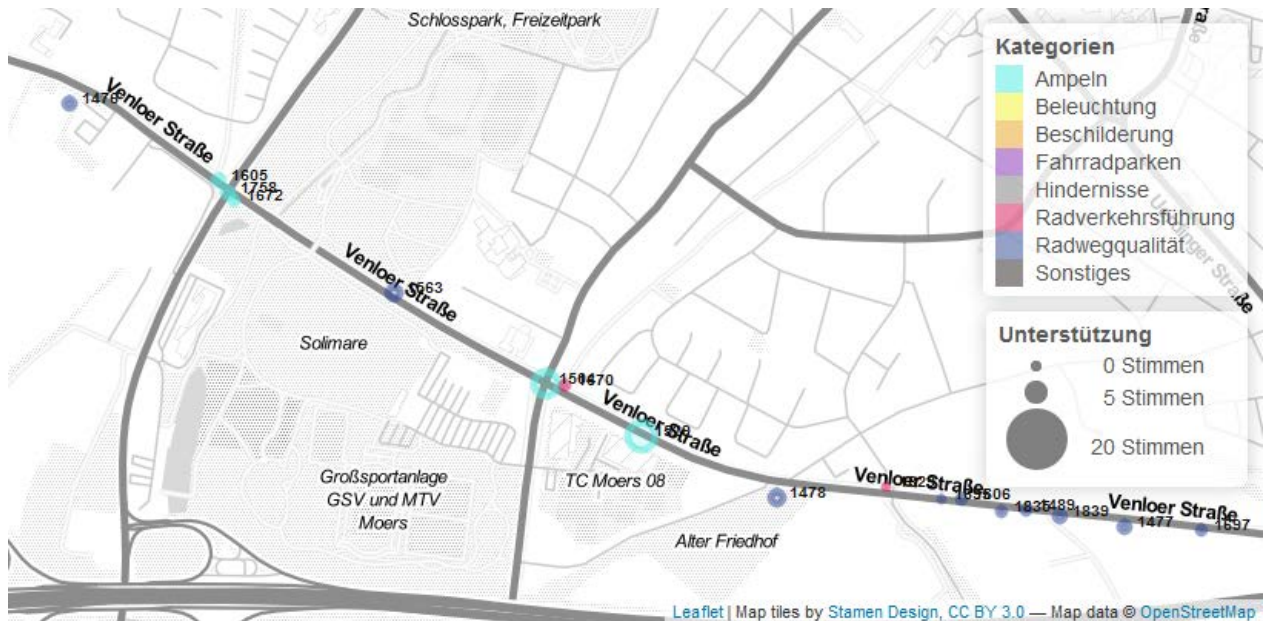 Schlosspark, Freizeitpark
Venloer Straße
1476
1605
1758
1672
Venloer Straße
1563
Solimare
1670
Venloer Straße
Großsportanlage
GSV und MTV
Moers
TC Moers 08
1478
Alter Friedhof
Venloer Straße
1835
1489
1839
Venloer Straße
1477
1697
Kategorien
Ampeln
Beleuchtung
Beschilderung
Fahrradparken
Hindernisse
Radverkehrsführung
Radwegqualität
Sonstiges
Unterstützung
0 Stimmen
5 Stimmen
20 Stimmen
Leaflet | Map tiles by Stamen Design, CC BY 3.0 — Map data © OpenStreetMap